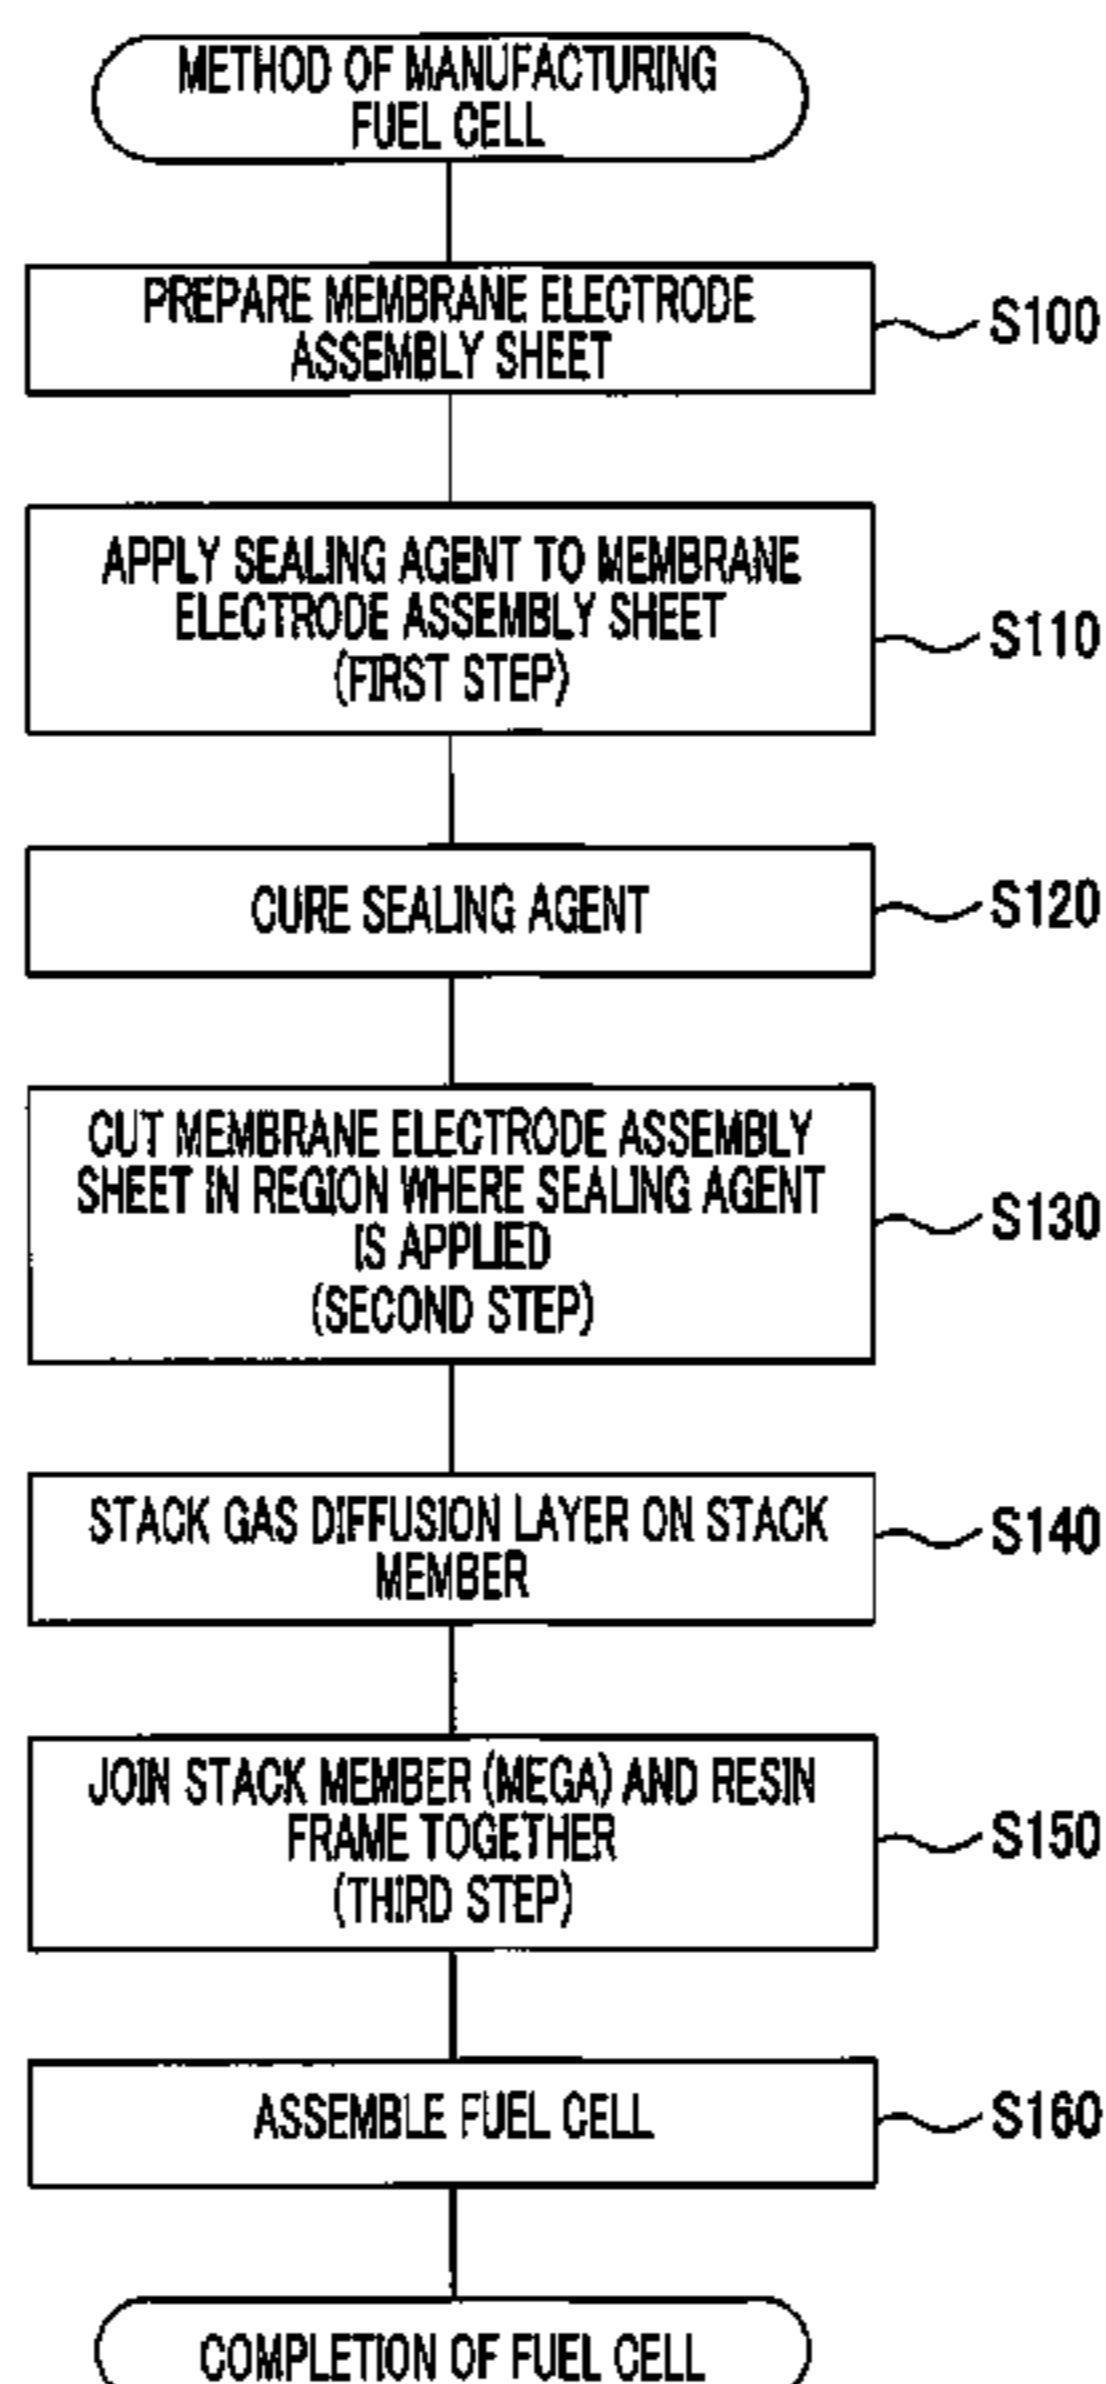 METHOD OF MANUFACTURING
FUEL CELL
PREPARE MEMBRANE ELECTRODE
ASSEMBLY SHEET
S100
APPLY SEALING AGENT TO MEMBRANE
ELECTRODE ASSEMBLY SHEET
(FIRST STEP)
S110
CURE SEALING AGENT
S120
CUT MEMBRANE ELECTRODE ASSEMBLY
SHEET IN REGION WHERE SEALING AGENT
IS APPLIED
(SECOND STEP)
S130
STACK GAS DIFFUSION LAYER ON STACK
MEMBER
S140
JOIN STACK MEMBER (MEGA) AND RESIN
FRAME TOGETHER
(THIRD STEP)
S150
ASSEMBLE FUEL CELL
S160
COMPLETION OF FUEL CELL